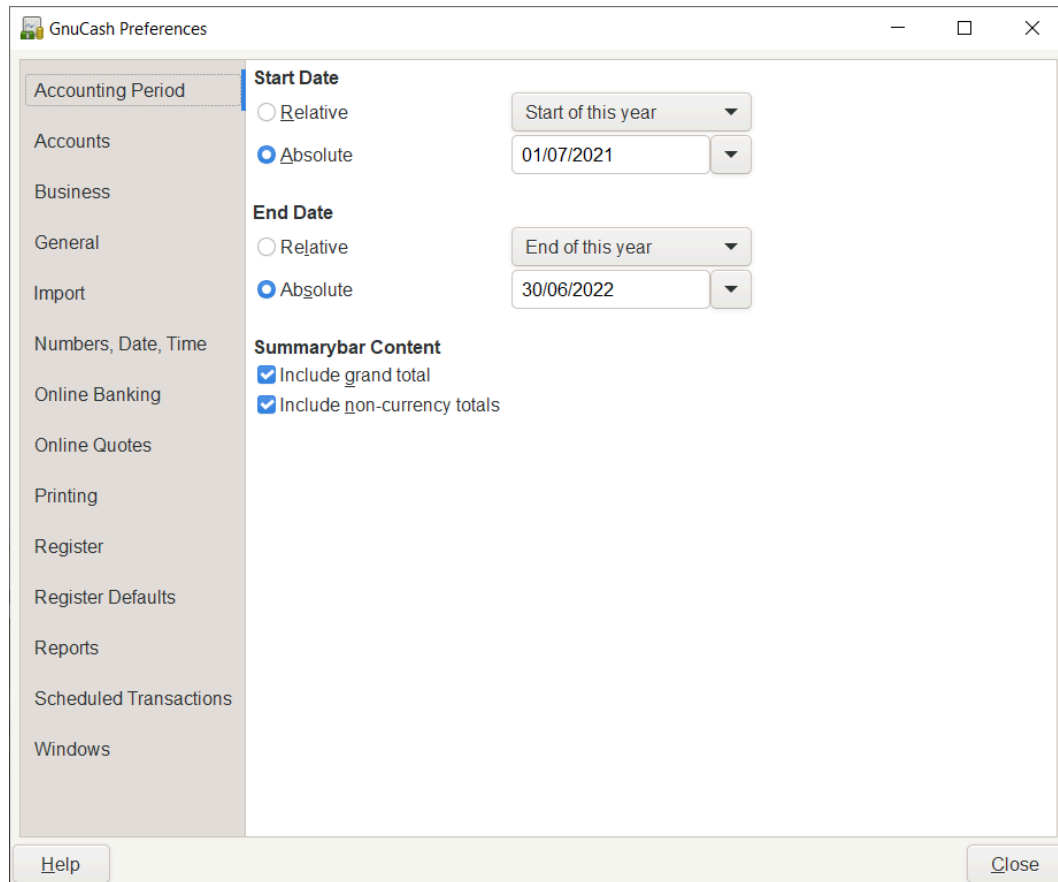 GnuCash Preferences
Accounting Period
Accounts
Business
General
Import
Numbers, Date, Time
Online Banking
Online Quotes
Printing
Register
Register Defaults
Reports
Scheduled Transactions
Windows
Start Date
Relative
Start of this year
Absolute
01/07/2021
End Date
Relative
End of this year
Absolute
30/06/2022
Summarybar Content
Include grand total
Include non-currency totals
Help
Close